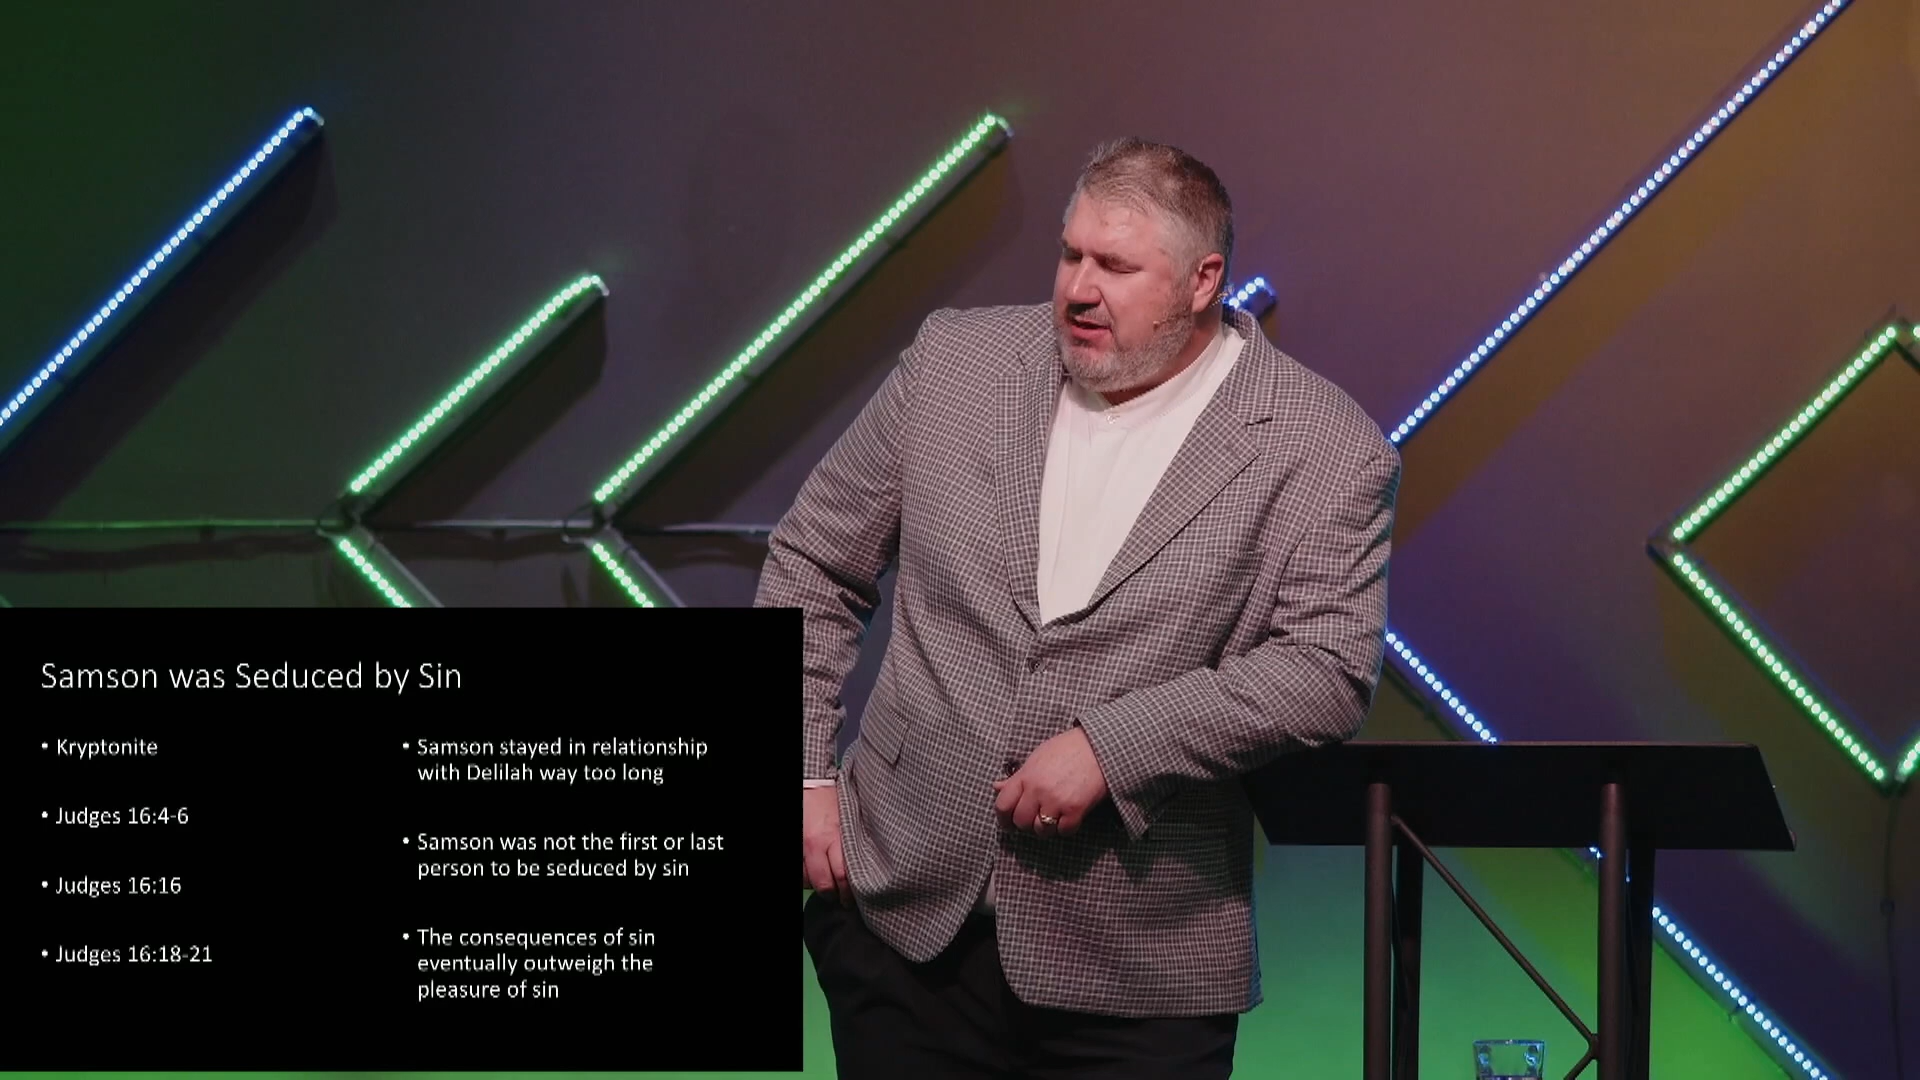 Samson was Seduced by Sin
• Kryptonite
• Judges 16:4-6
• Judges 16:16
• Judges 16:18-21
• Samson stayed in relationship
with Delilah way too long
• Samson was not the first or last
person to be seduced by sin
• The consequences of sin
eventually outweigh the
pleasure of sin